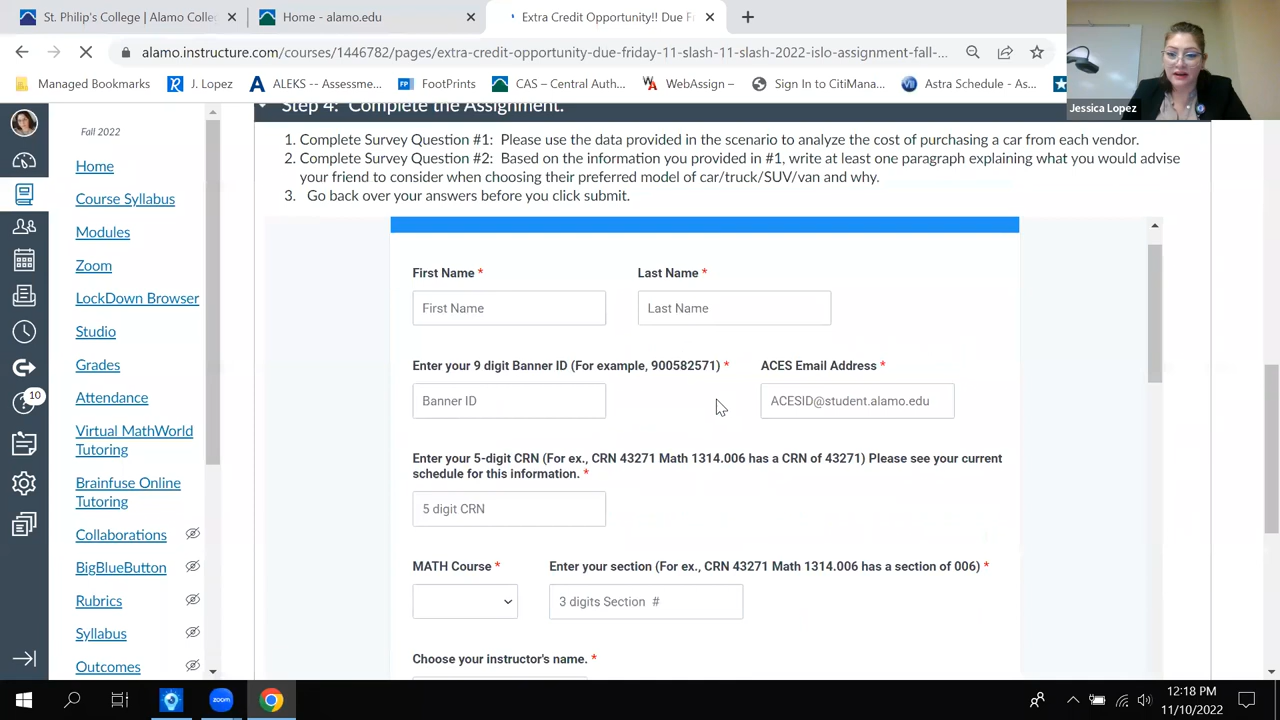 St. Philip's College | Alamo Colle
Home - alamo.edu
Extra Credit Opportunity!! Due F
alamo.instructure.com/courses/1446782/pages/extra-credit-opportunity-due-friday-11-slash-11-slash-2022-islo-assignment-fall-...
Managed Bookmarks
J. Lopez
ALEKS -- Assessme...
FootPrints
CAS – Central Auth...
WebAssign –
Sign In to CitiMana...
Astra Schedule - As...
Jessica Lopez
Fall 2022
Home
Course Syllabus
Modules
Zoom
LockDown Browser
Studio
Grades
Attendance
Virtual MathWorld
Tutoring
Brainfuse Online
Tutoring
Collaborations
BigBlueButton
Rubrics
Syllabus
Outcomes
10
Step 4: Complete the Assignment.
1. Complete Survey Question #1: Please use the data provided in the scenario to analyze the cost of purchasing a car from each vendor.
2. Complete Survey Question #2: Based on the information you provided in #1, write at least one paragraph explaining what you would advise
your friend to consider when choosing their preferred model of car/truck/SUV/van and why.
3. Go back over your answers before you click submit.
First Name *
Last Name *
First Name
Last Name
Enter your 9 digit Banner ID (For example, 900582571) *
ACES Email Address *
Banner ID
ACESID@student.alamo.edu
Enter your 5-digit CRN (For ex., CRN 43271 Math 1314.006 has a CRN of 43271) Please see your current
schedule for this information. *
5 digit CRN
MATH Course *
Enter your section (For ex., CRN 43271 Math 1314.006 has a section of 006) *
3 digits Section #
Choose your instructor's name. *
zoom
12:18 PM
11/10/2022